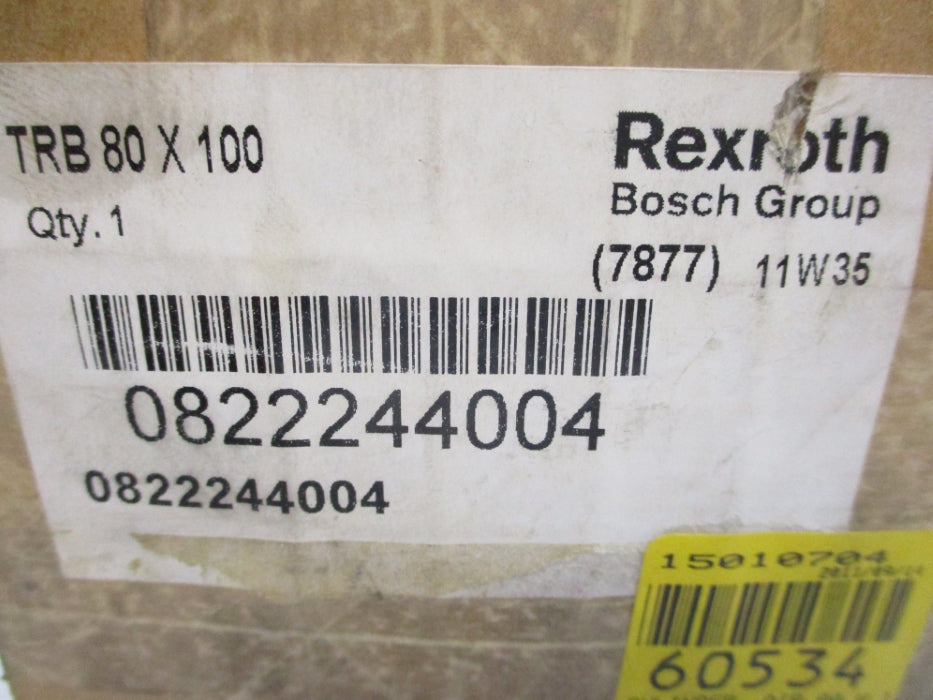 TRB 80 X 100
Rexroth
Bosch Group
Qty. 1
(7877) 11W35
0822244004
0822244004
15010704
60534